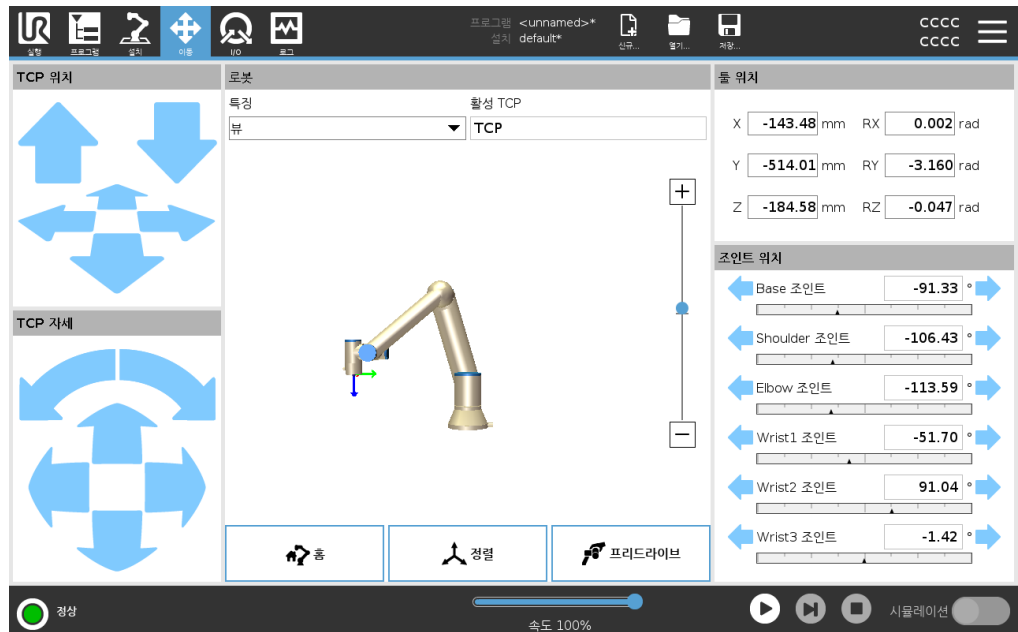 UR
실행
프로그램
설치
이동
I/O
로그
프로그램 <unnamed>*
설치 default*
신규...
열기...
저장...
CCCC
CCCC
TCP 위치
TCP 자세
로봇
특징
활성 TCP
뷰
TCP
+
−
홈
정렬
프리드라이브
툴 위치
X -143.48 mm RX 0.002 rad
Y -514.01 mm RY -3.160 rad
Z -184.58 mm RZ -0.047 rad
조인트 위치
Base 조인트 -91.33 °
Shoulder 조인트 -106.43 °
Elbow 조인트 -113.59 °
Wrist1 조인트 -51.70 °
Wrist2 조인트 91.04 °
Wrist3 조인트 -1.42 °
정상
속도 100%
시뮬레이션